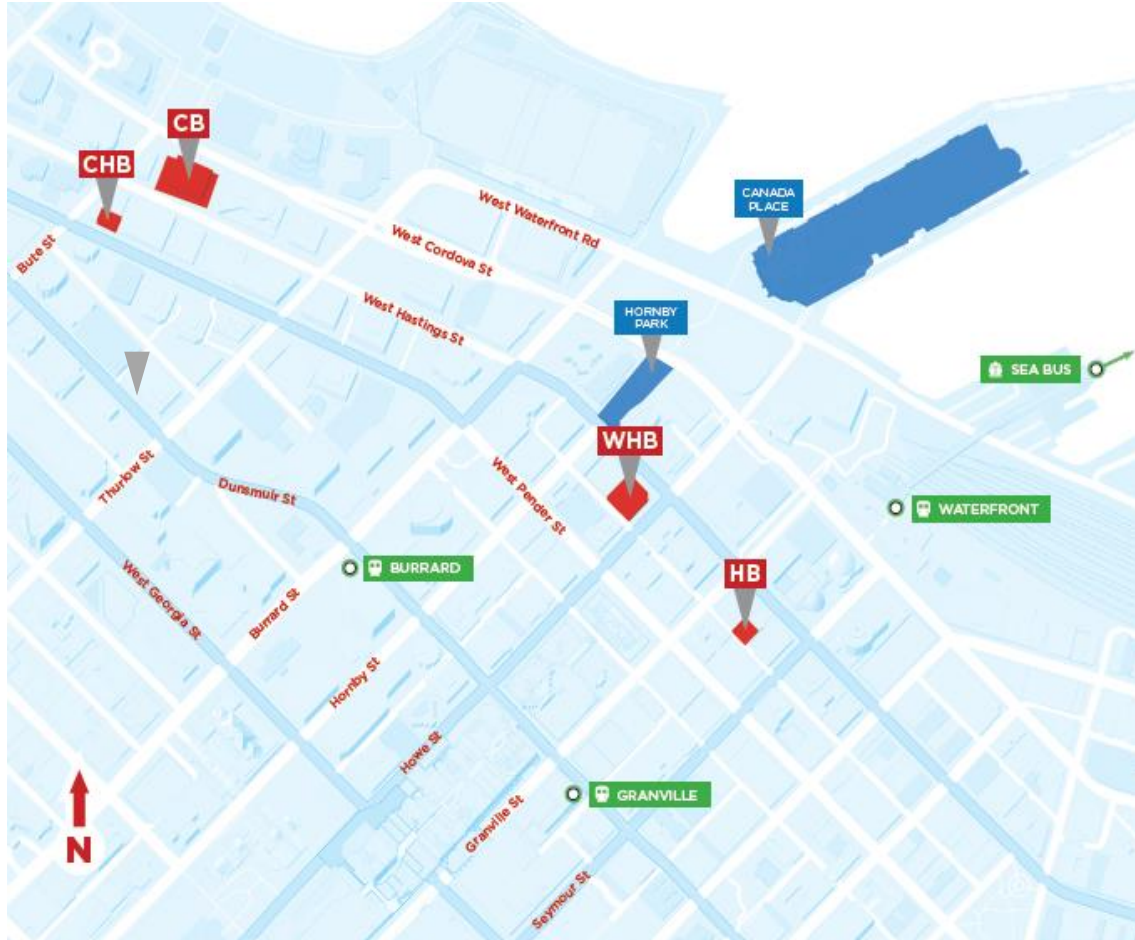 CB
CHB
CANADA
PLACE
West Waterfront Rd
West Cordova St
Bute St
West Hastings St
HORNBY
PARK
SEA BUS
WHB
Thurlow St
Dunsmuir St
West Pender St
WATERFRONT
BURRARD
HB
West Georgia St
Burrard St
Hornby St
Howe St
GRANVILLE
Granville St
N
Seymour St